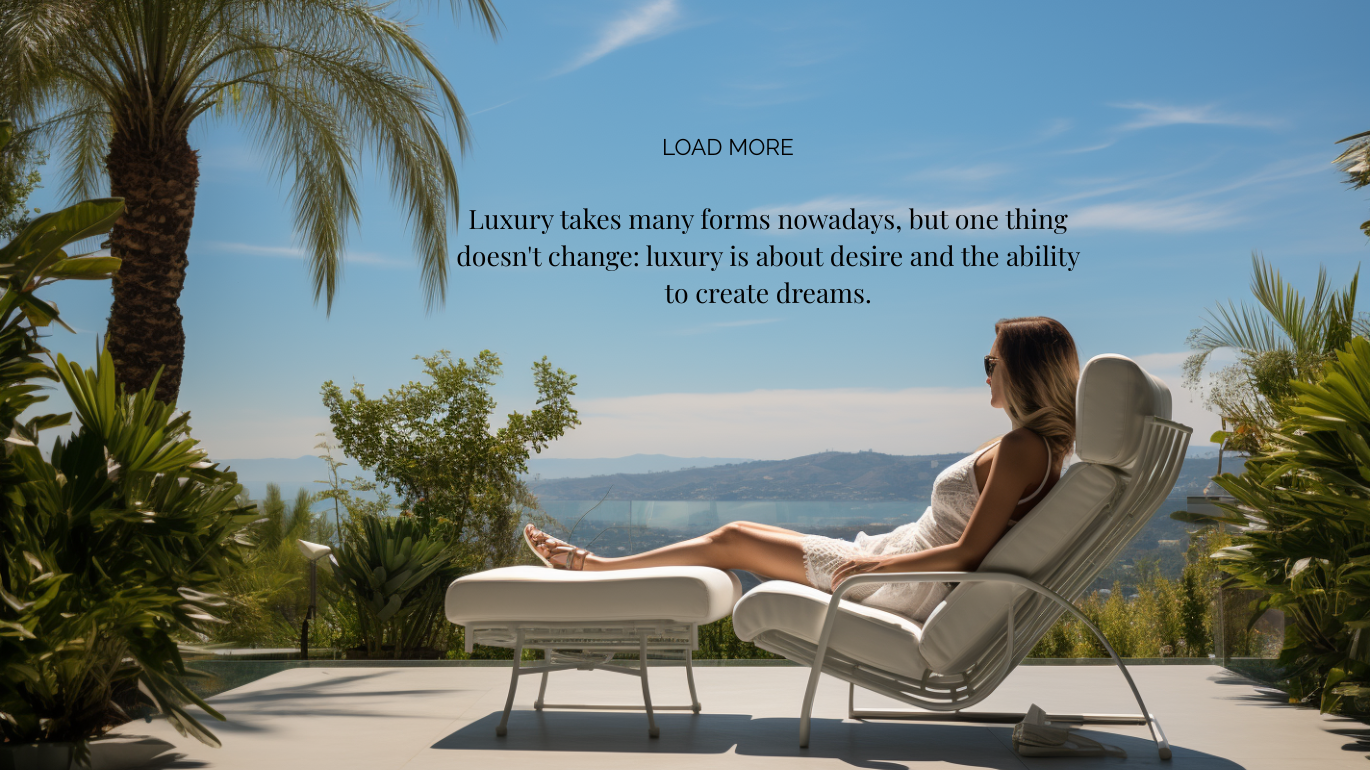 LOAD MORE
Luxury takes many forms nowadays, but one thing
doesn't change: luxury is about desire and the ability
to create dreams.